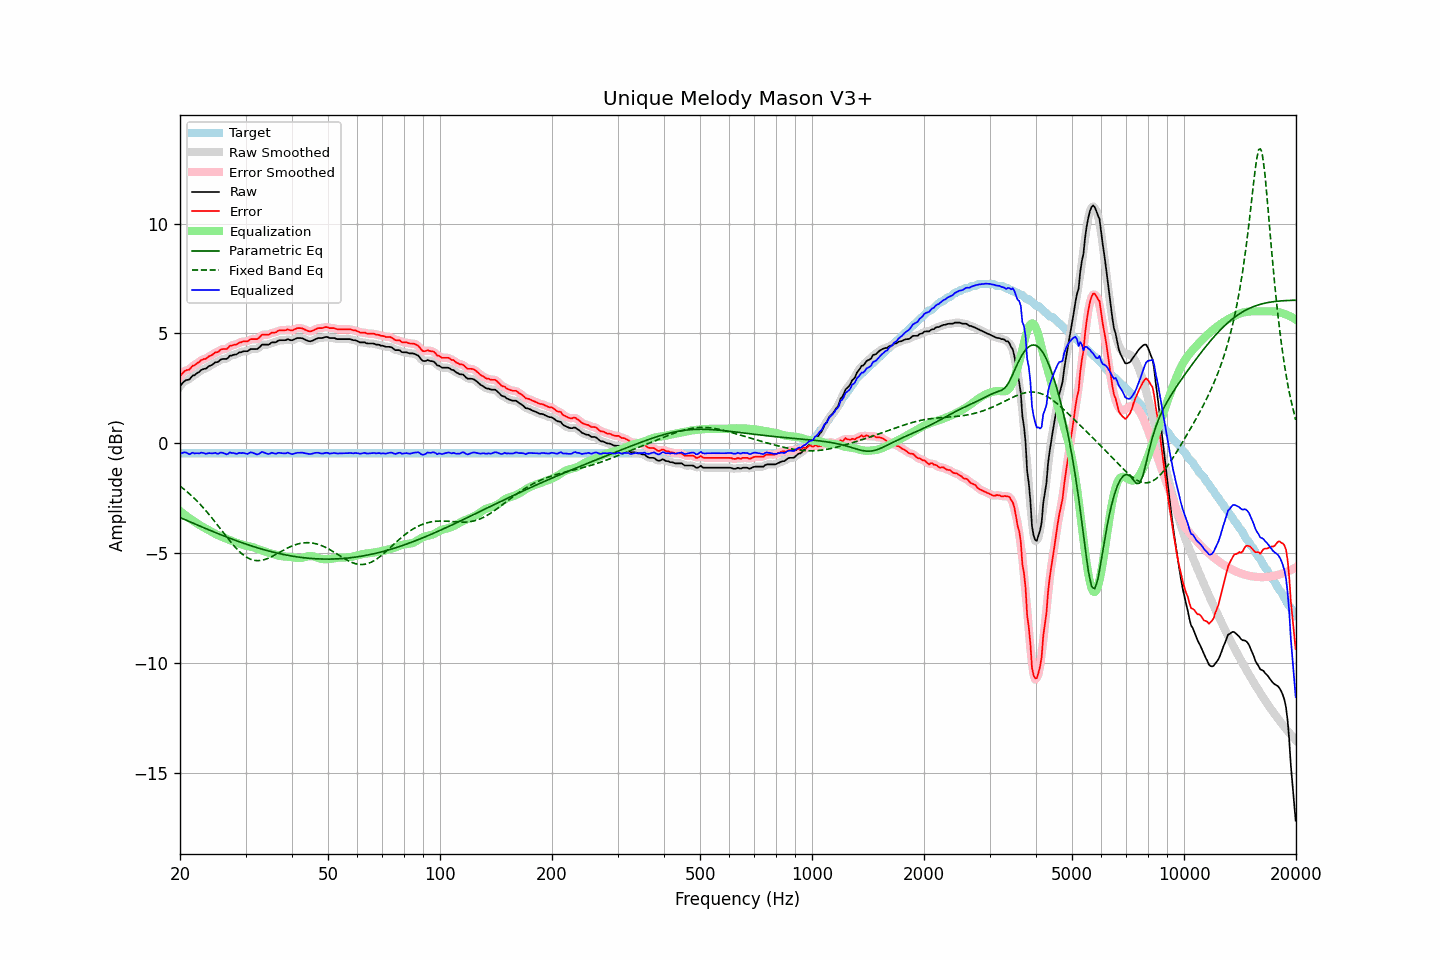 Unique Melody Mason V3+
Target
Raw Smoothed
Error Smoothed
Raw
Error
Equalization
Parametric Eq
Fixed Band Eq
Equalized
Amplitude (dBr)
10
5
0
−5
−10
−15
20
50
100
200
500
1000
2000
5000
10000
20000
Frequency (Hz)